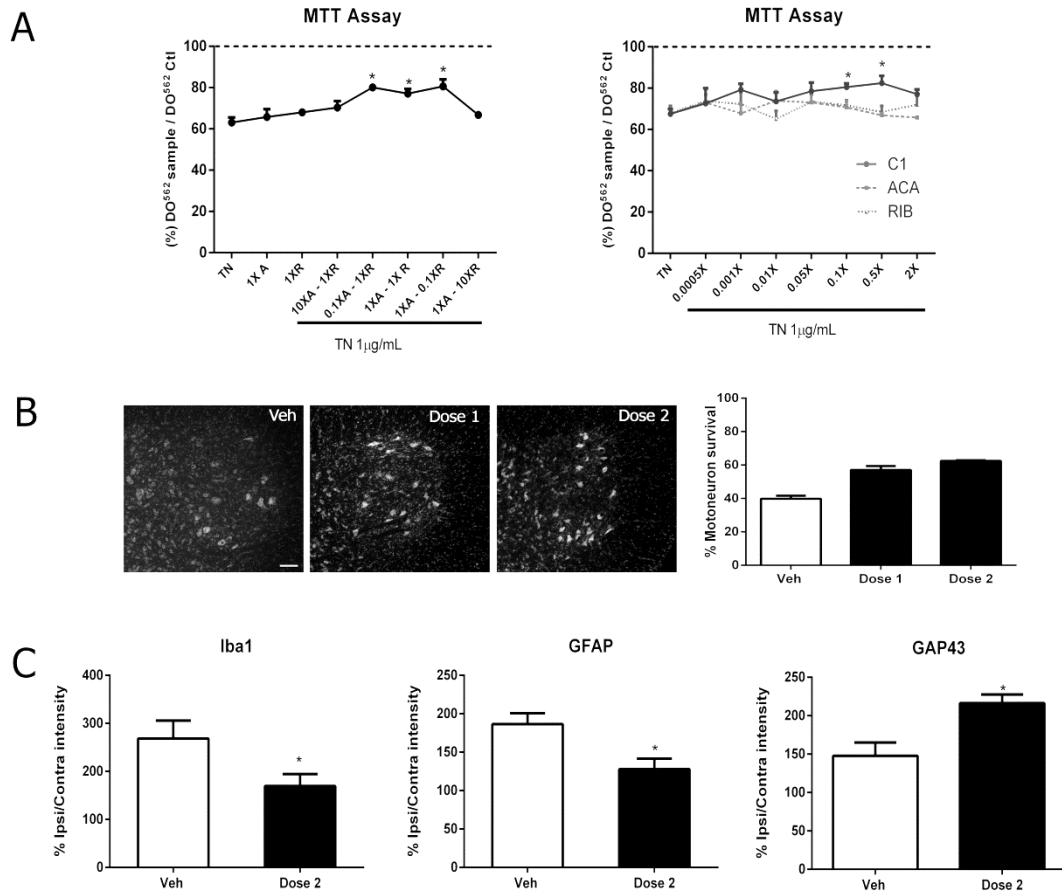 A
MTT Assay
(%) DO⁵⁶² sample / DO⁵⁶² Ctl
100
80
60
40
20
0
TN
1X A
1XR
10XA - 1XR
0.1XA - 1XR
1XA - 1X R
1XA - 0.1XR
1XA - 10XR
* * *
TN 1µg/mL
MTT Assay
(%) DO⁵⁶² sample / DO⁵⁶² Ctl
100
80
60
40
20
0
* *
C1
ACA
RIB
TN
0.0005X
0.001X
0.01X
0.05X
0.1X
0.5X
2X
TN 1µg/mL
B
Veh
Dose 1
Dose 2
% Motoneuron survival
100
80
60
40
20
0
Veh Dose 1 Dose 2
C
Iba1
% Ipsi/Contra intensity
400
300
200
100
0
*
Veh Dose 2
GFAP
% Ipsi/Contra intensity
250
200
150
100
50
0
*
Veh Dose 2
GAP43
% Ipsi/Contra intensity
250
200
150
100
50
0
*
Veh Dose 2